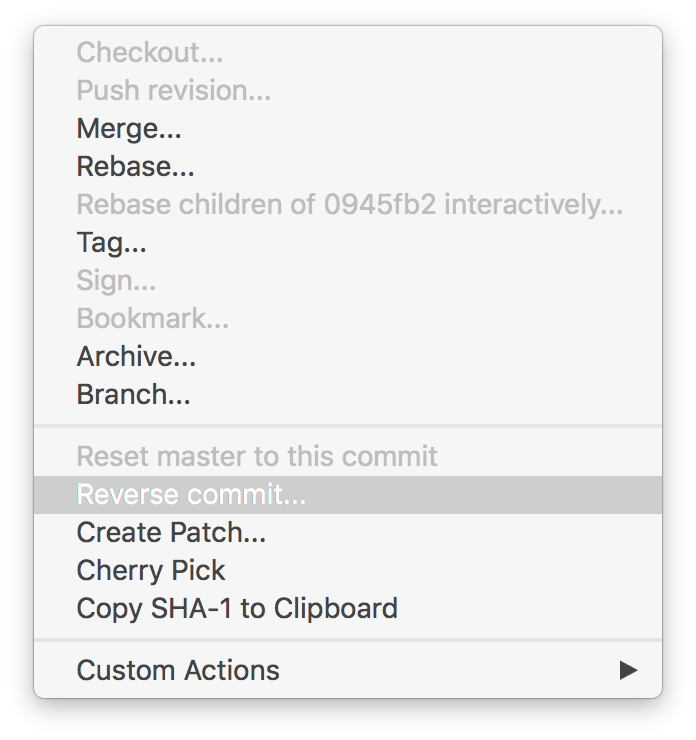 Checkout...
Push revision...
Merge...
Rebase...
Rebase children of 0945fb2 interactively...
Tag...
Sign...
Bookmark...
Archive...
Branch...
Reset master to this commit
Reverse commit...
Create Patch...
Cherry Pick
Copy SHA-1 to Clipboard
Custom Actions